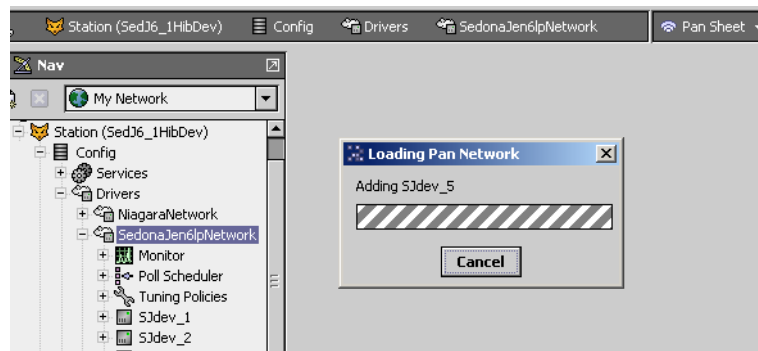 Station (SedJ6_1HibDev) Config Drivers SedonaJen6lpNetwork Pan Sheet
Nav
My Network
Station (SedJ6_1HibDev)
Config
Services
Drivers
NiagaraNetwork
SedonaJen6lpNetwork
Monitor
Poll Scheduler
Tuning Policies
SJdev_1
SJdev_2
Loading Pan Network
Adding SJdev_5
Cancel